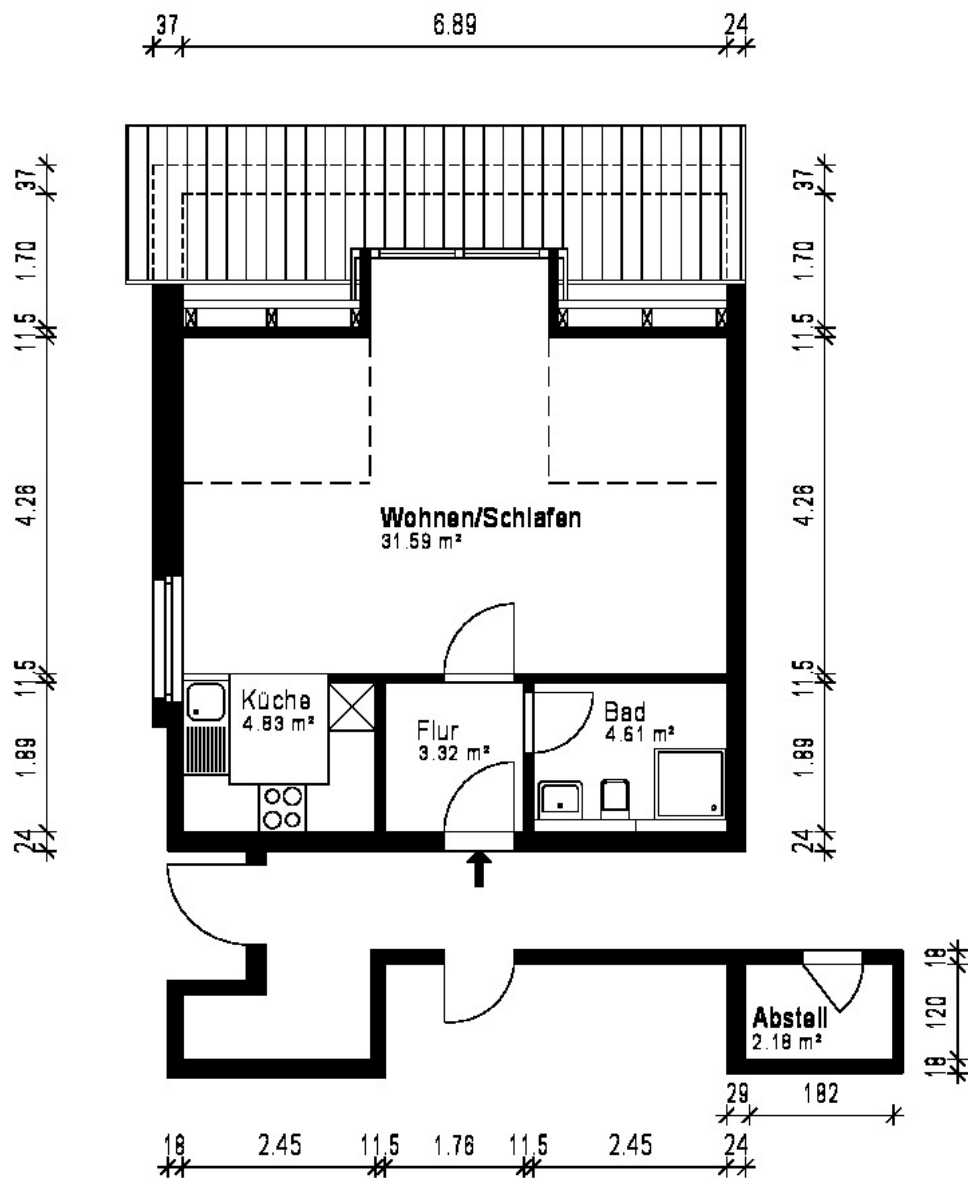 37 6.89 24
37
1.70
11,5
4.26
11,5
1.89
24
37
1.70
11,5
4.26
11,5
1.89
24
Wohnen/Schlafen
31.59 m²
Küche
4.83 m²
Flur
3.32 m²
Bad
4.61 m²
Abstell
2.18 m²
18
120
18
29 182
18 2.45 11,5 1.76 11,5 2.45 24